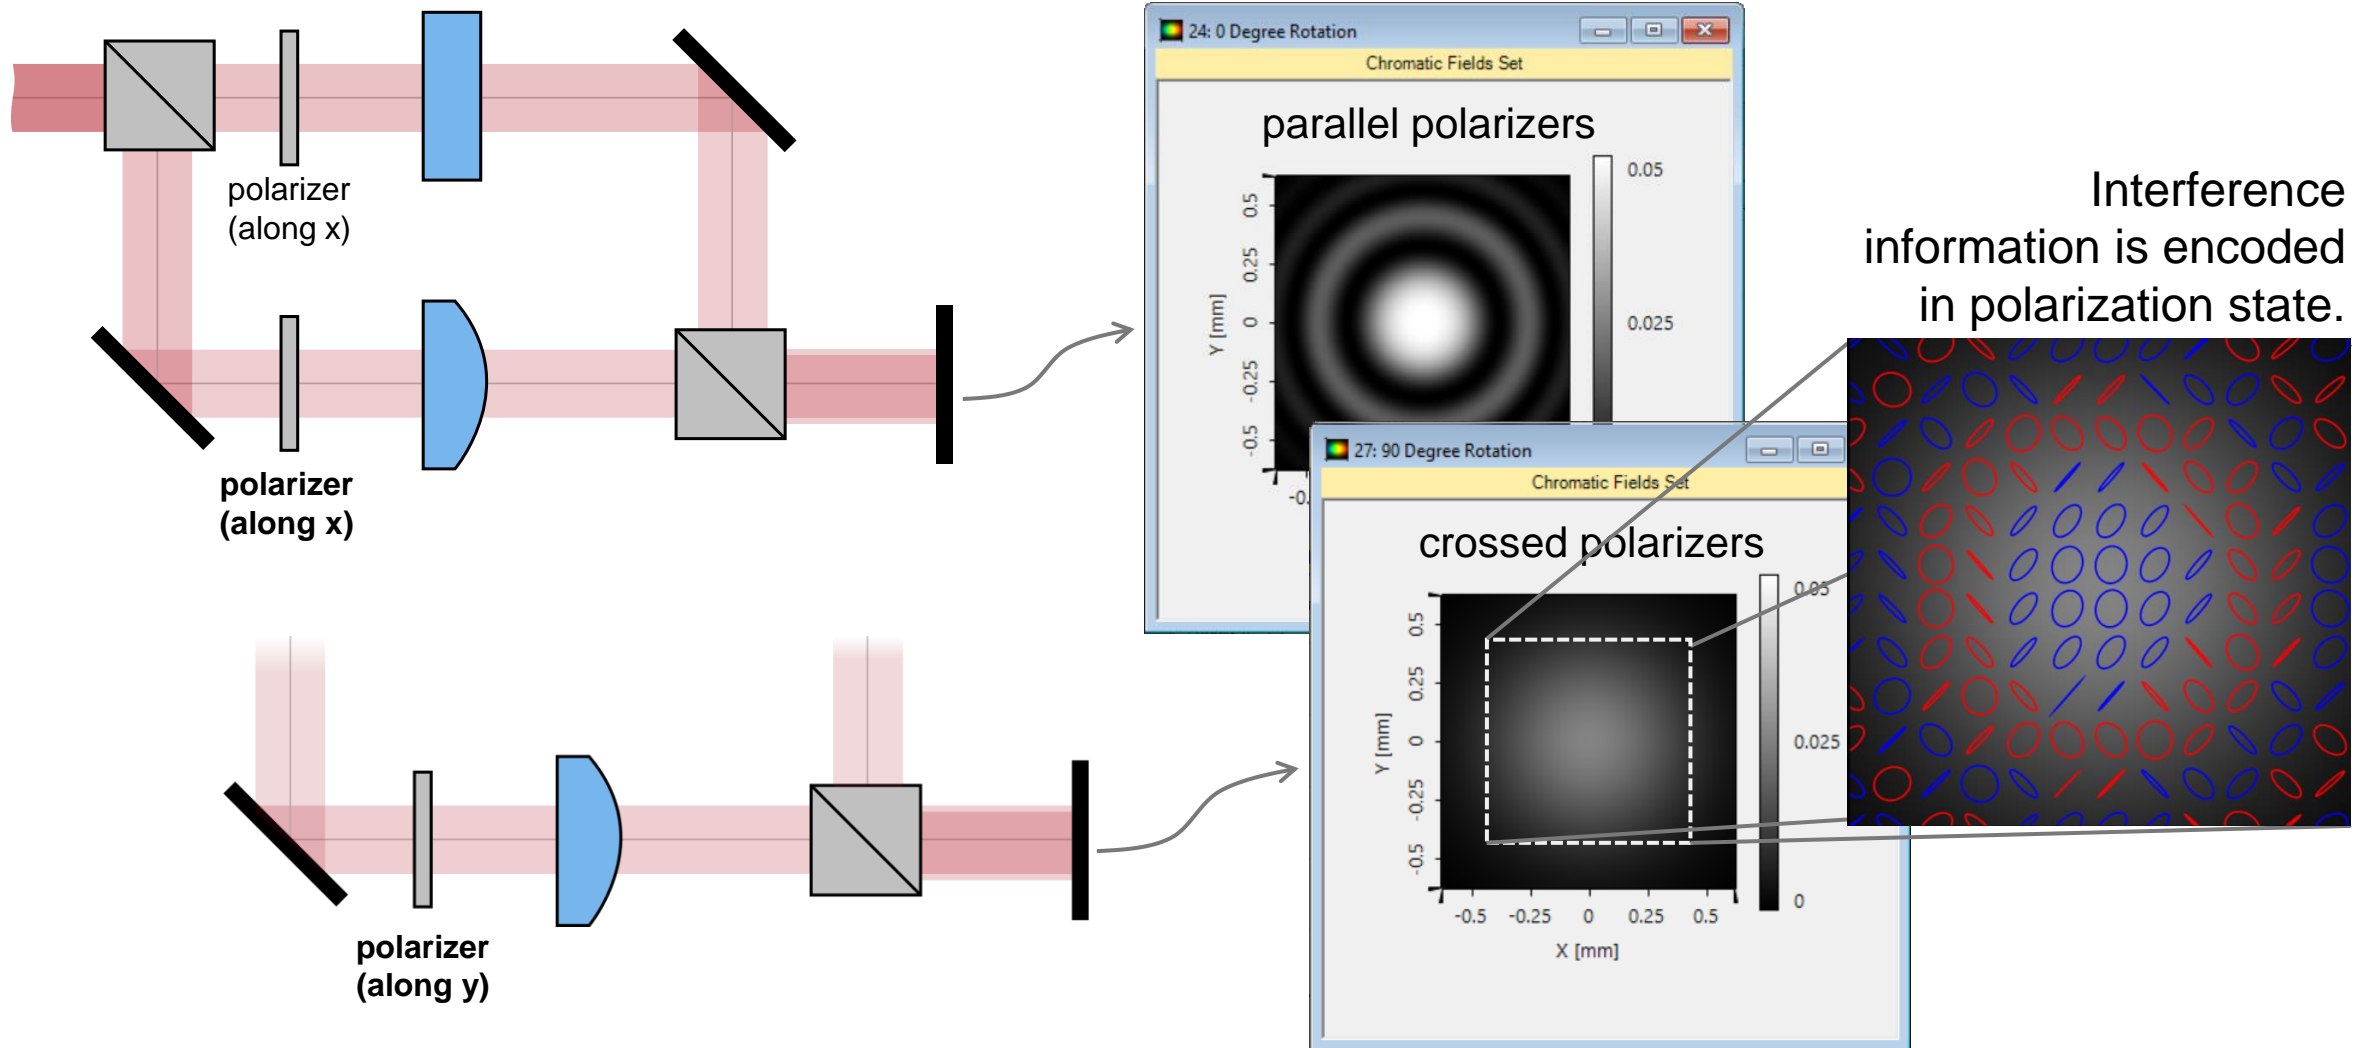 polarizer
(along x)
polarizer
(along x)
polarizer
(along y)
24: 0 Degree Rotation
Chromatic Fields Set
parallel polarizers
0.05
0.025
Y [mm]
0.5
0.25
0
-0.25
-0.5
-0.
Interference
information is encoded
in polarization state.
27: 90 Degree Rotation
Chromatic Fields Set
crossed polarizers
0.05
0.025
0
Y [mm]
0.5
0.25
0
-0.25
-0.5
-0.5 -0.25 0 0.25 0.5
X [mm]